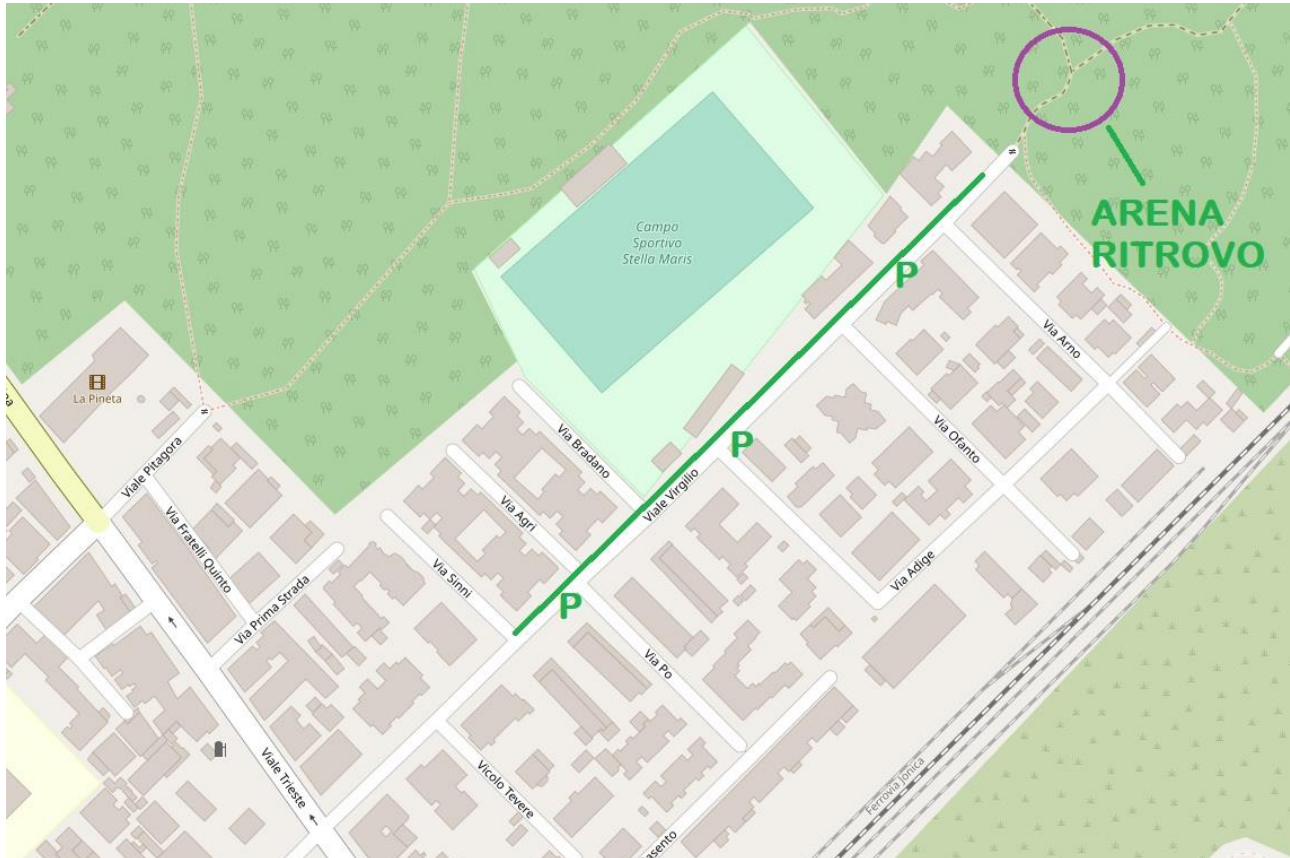 ARENA
RITROVO
Campo
Sportivo
Stella Maris
P
Via Arno
La Pineta
Viale Pitagora
Via Bradano
P
Via Ofanto
Viale Virgilio
Via Agri
Via Fratelli Quinto
Via Sinni
Via Adige
P
Via Prima Strada
Via Po
Viale Trieste
Vicolo Tevere
Ferrovia Jonica